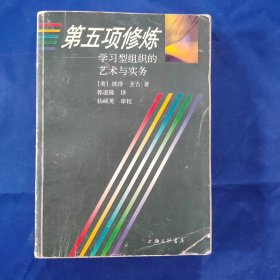 第五项修炼
——学习型组织的
艺术与实务
[美] 彼得·圣吉 著
郭进隆 译
杨硕英 审校
上海三联书店